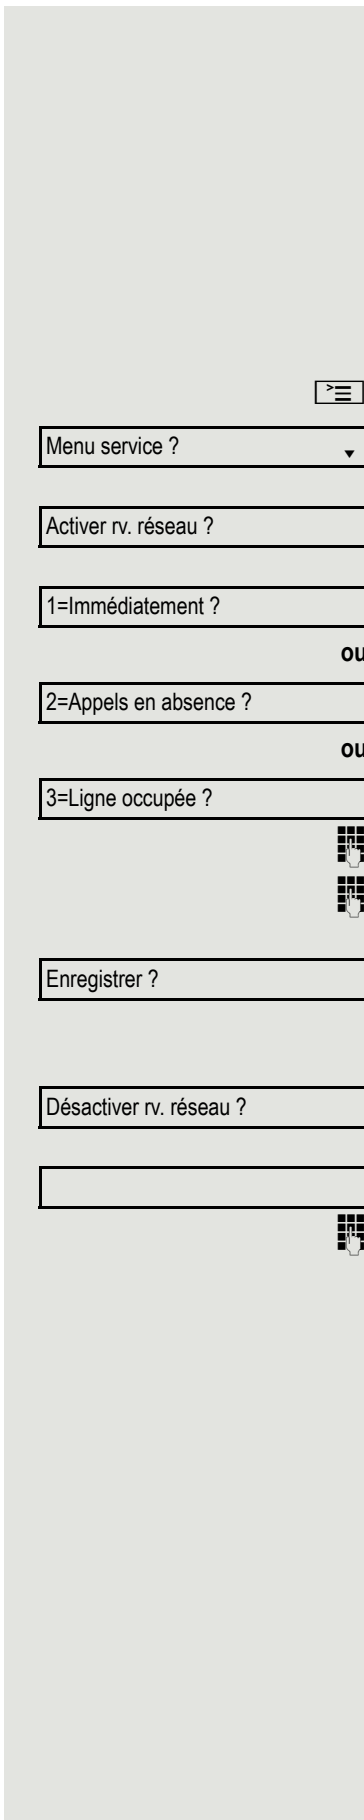 Menu service ?
Activer rv. réseau ?
1=Immédiatement ?
ou
2=Appels en absence ?
ou
3=Ligne occupée ?
Enregistrer ?
Désactiver rv. réseau ?